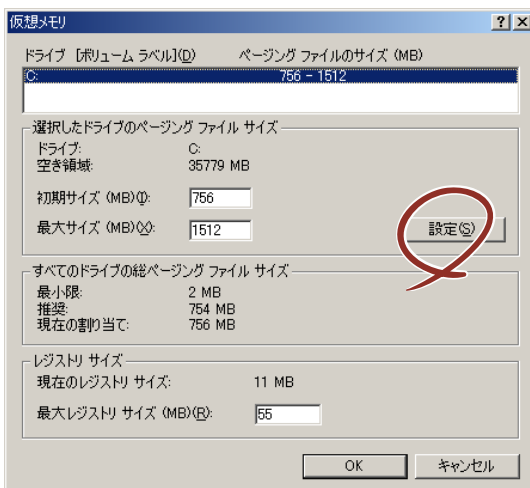 仮想メモリ
ドライブ [ボリューム ラベル](D) ページング ファイルのサイズ (MB)
C: 756 - 1512
選択したドライブのページング ファイル サイズ
ドライブ: C:
空き領域: 35779 MB
初期サイズ (MB)(I): 756
最大サイズ (MB)(X): 1512
設定(S)
すべてのドライブの総ページング ファイル サイズ
最小限: 2 MB
推奨: 754 MB
現在の割り当て: 756 MB
レジストリ サイズ
現在のレジストリ サイズ: 11 MB
最大レジストリ サイズ (MB)(R): 55
OK キャンセル